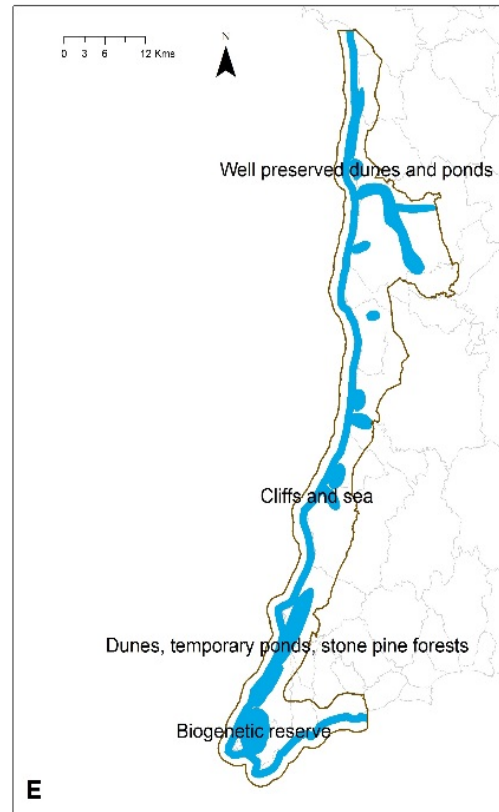 N
0 3 6 12 Kms
Well preserved dunes and ponds
Cliffs and sea
Dunes, temporary ponds, stone pine forests
Biogenetic reserve
E